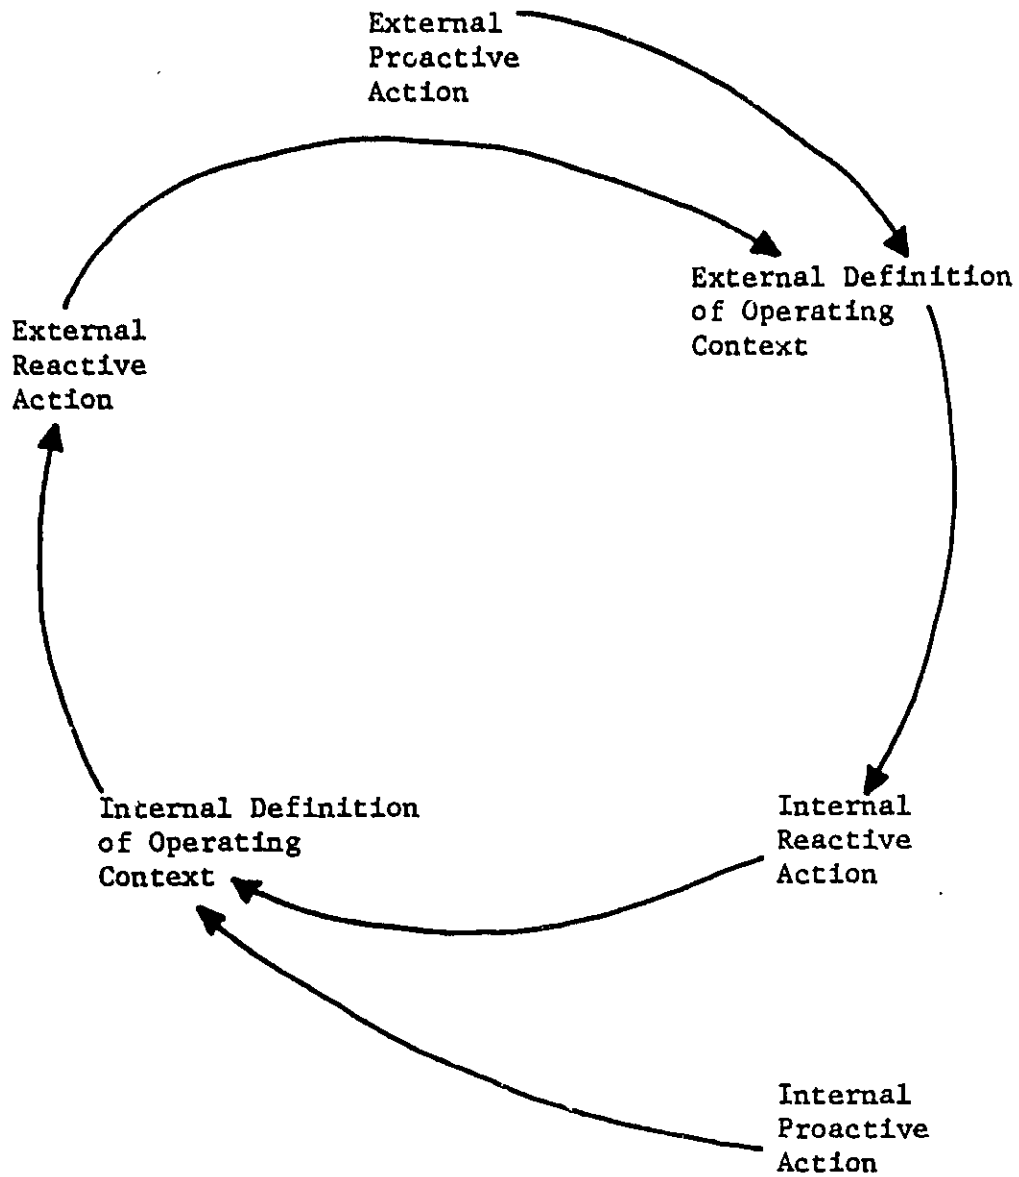 External
Proactive
Action
External Definition
of Operating
Context
External
Reactive
Action
Internal Definition
of Operating
Context
Internal
Reactive
Action
Internal
Proactive
Action